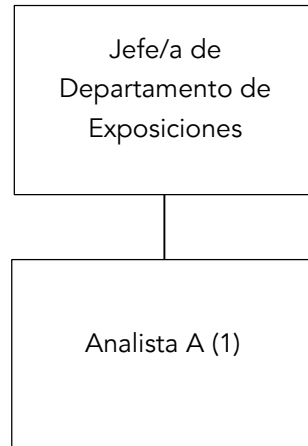 Jefe/a de
Departamento de
Exposiciones
Analista A (1)